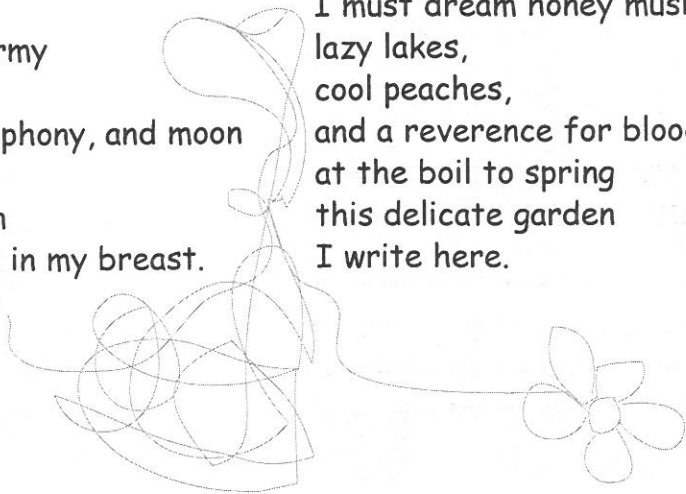 rmy
phony, and moon
in my breast.
I must dream honey mus
lazy lakes,
cool peaches,
and a reverence for bloo
at the boil to spring
this delicate garden
I write here.